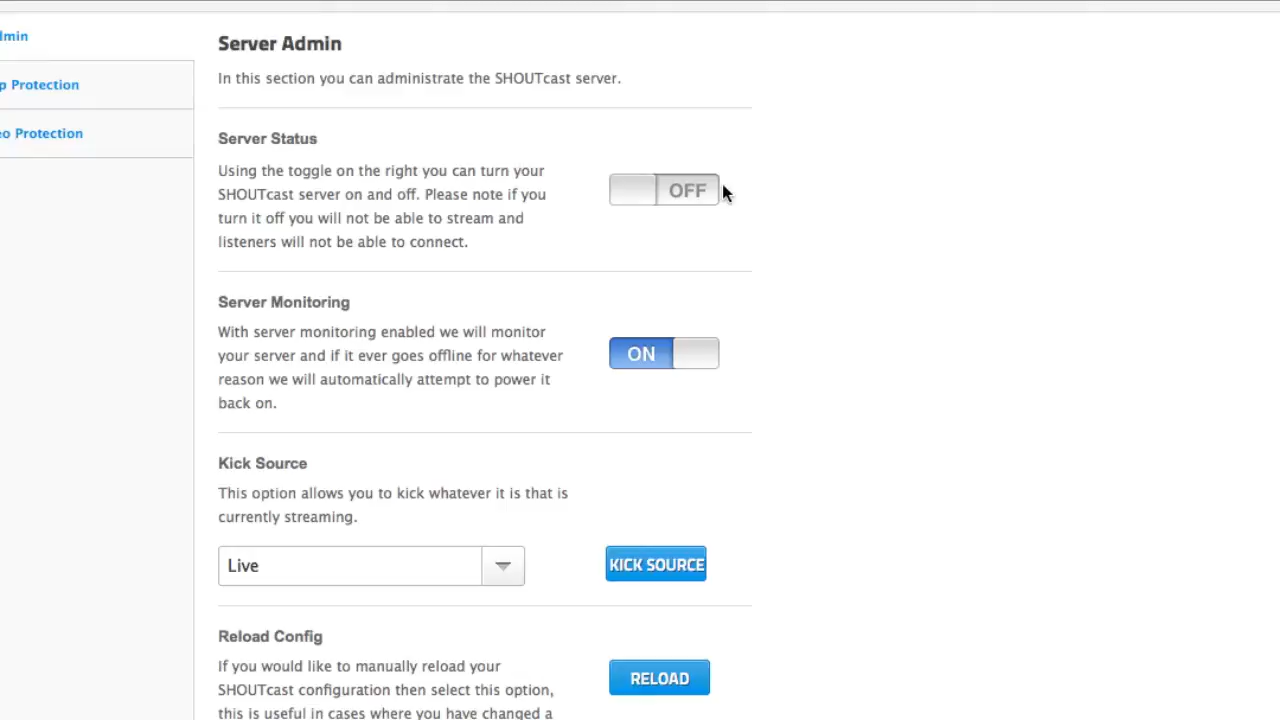 dmin
p Protection
eo Protection
Server Admin
In this section you can administrate the SHOUTcast server.
Server Status
Using the toggle on the right you can turn your
SHOUTcast server on and off. Please note if you
turn it off you will not be able to stream and
listeners will not be able to connect.
OFF
Server Monitoring
With server monitoring enabled we will monitor
your server and if it ever goes offline for whatever
reason we will automatically attempt to power it
back on.
ON
Kick Source
This option allows you to kick whatever it is that is
currently streaming.
Live
KICK SOURCE
Reload Config
If you would like to manually reload your
SHOUTcast configuration then select this option,
this is useful in cases where you have changed a
RELOAD